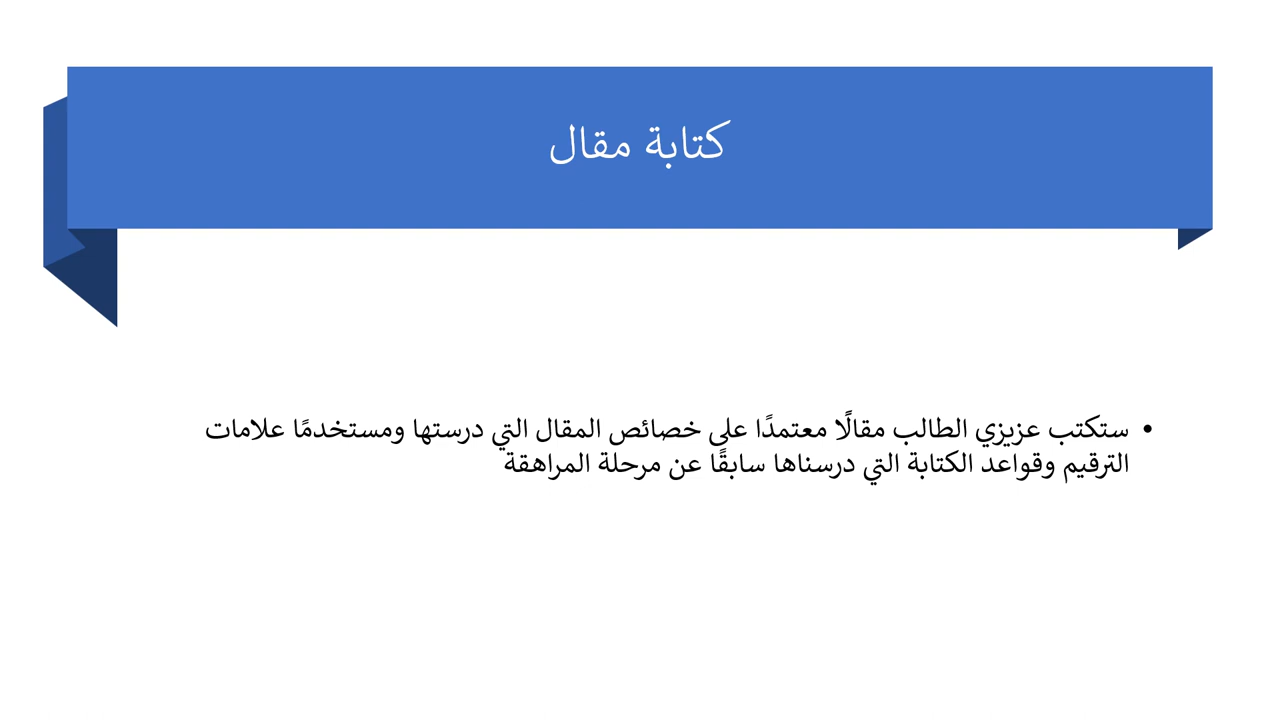 كتابة مقال
• ستكتب عزيزي الطالب مقالًا معتمدًا على خصائص المقال التي درستها ومستخدمًا علامات
الترقيم وقواعد الكتابة التي درسناها سابقًا عن مرحلة المراهقة